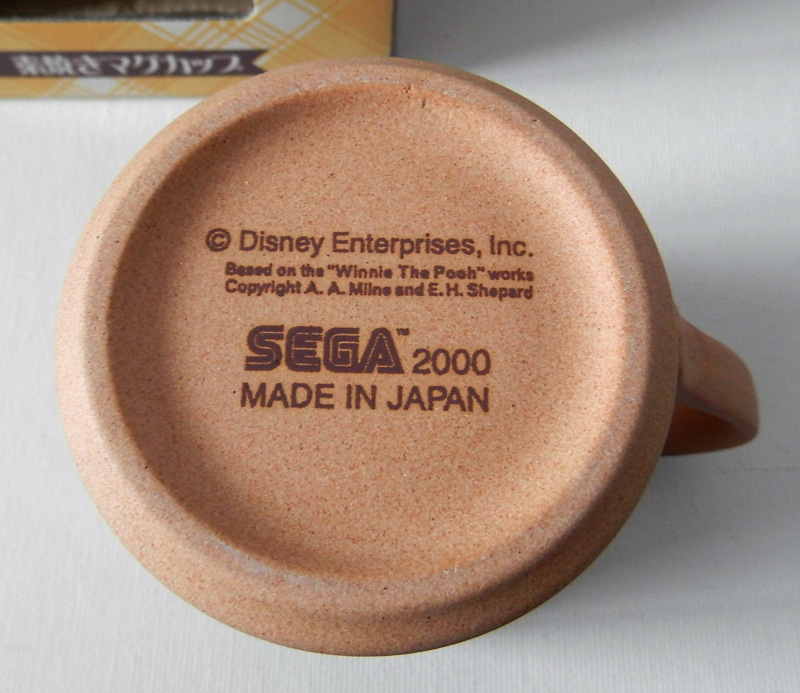 素焼きマグカップ
© Disney Enterprises, Inc.
Based on the "Winnie The Pooh" works
Copyright A. A. Milne and E. H. Shepard
SEGA™ 2000
MADE IN JAPAN